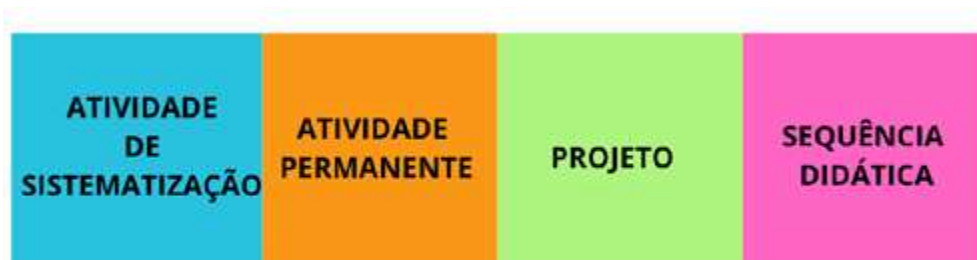 ATIVIDADE
DE
SISTEMATIZAÇÃO
ATIVIDADE
PERMANENTE
PROJETO
SEQUÊNCIA
DIDÁTICA